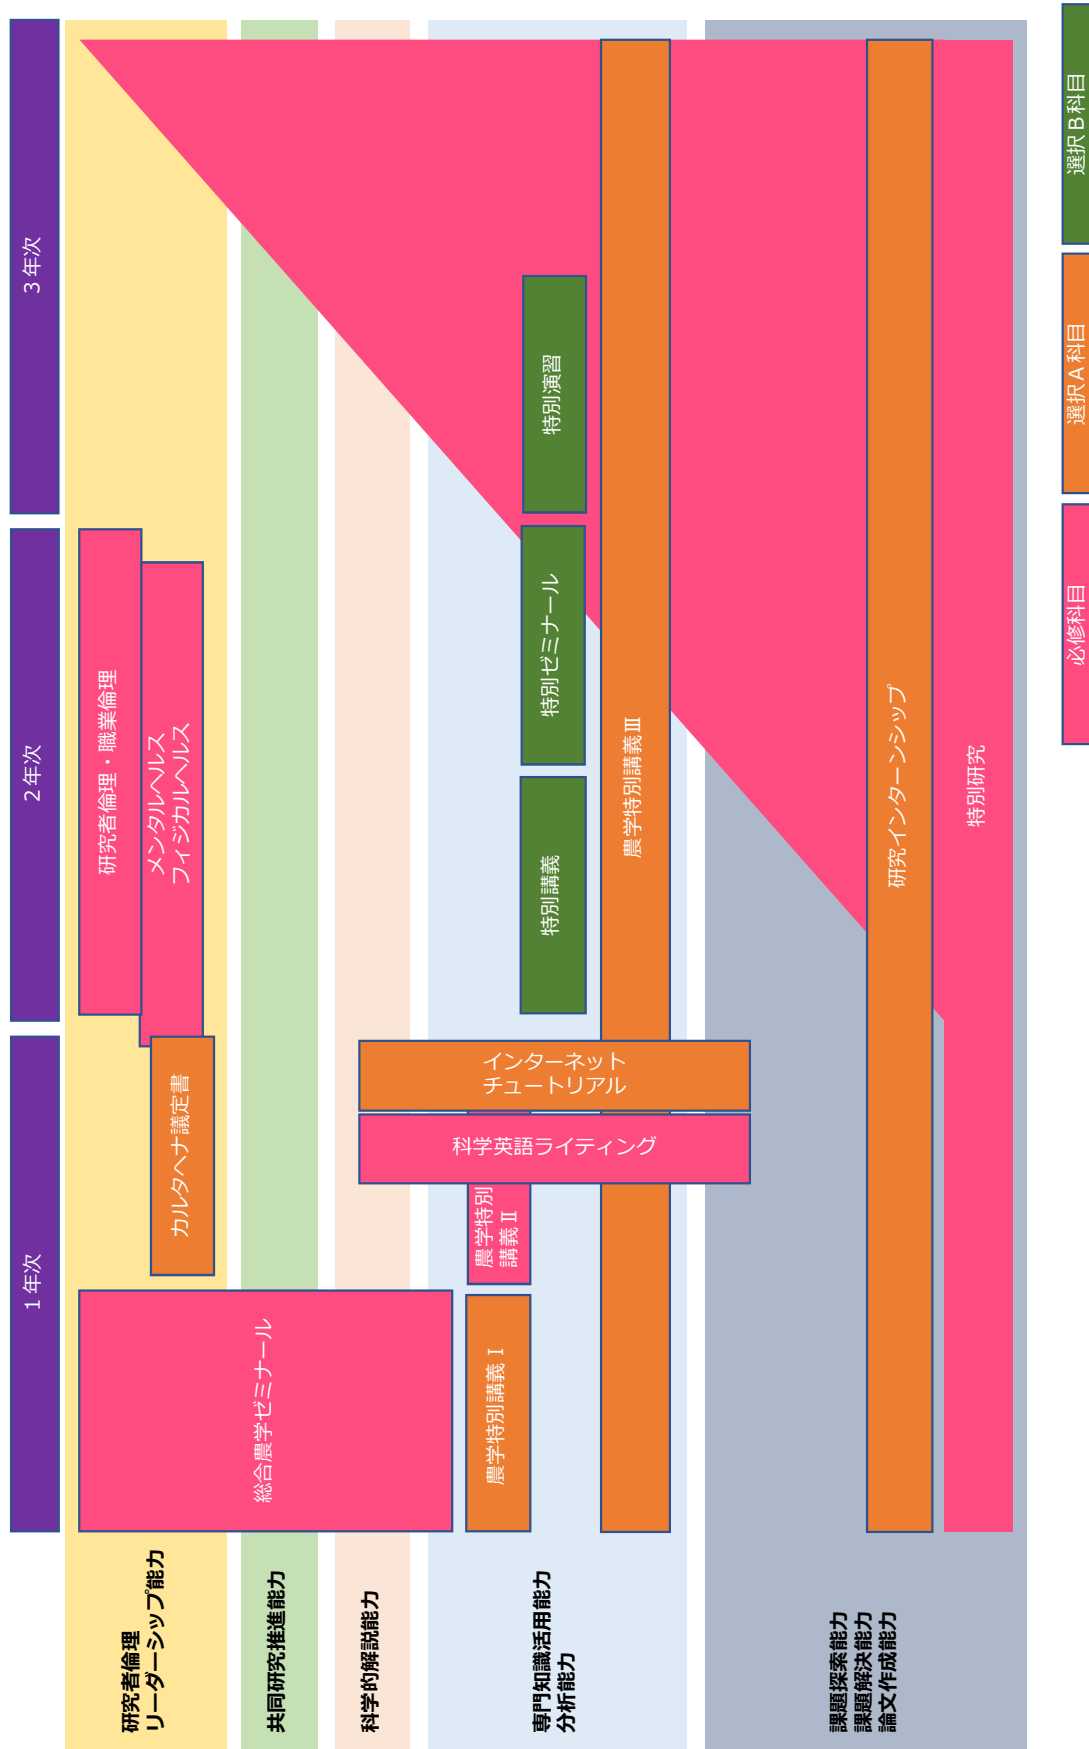 1年次
2年次
3年次
研究者倫理
リーダーシップ能力
共同研究推進能力
科学的解説能力
専門知識活用能力
分析能力
課題探索能力
課題解決能力
論文作成能力
研究者倫理・職業倫理
メンタルヘルス
フィジカルヘルス
カルタヘナ議定書
総合農学ゼミナール
インターネット
チュートリアル
科学英語ライティング
農学特別講義Ⅰ
農学特別
講義Ⅱ
特別講義
特別ゼミナール
特別演習
農学特別講義Ⅲ
研究インターンシップ
特別研究
必修科目
選択A科目
選択B科目